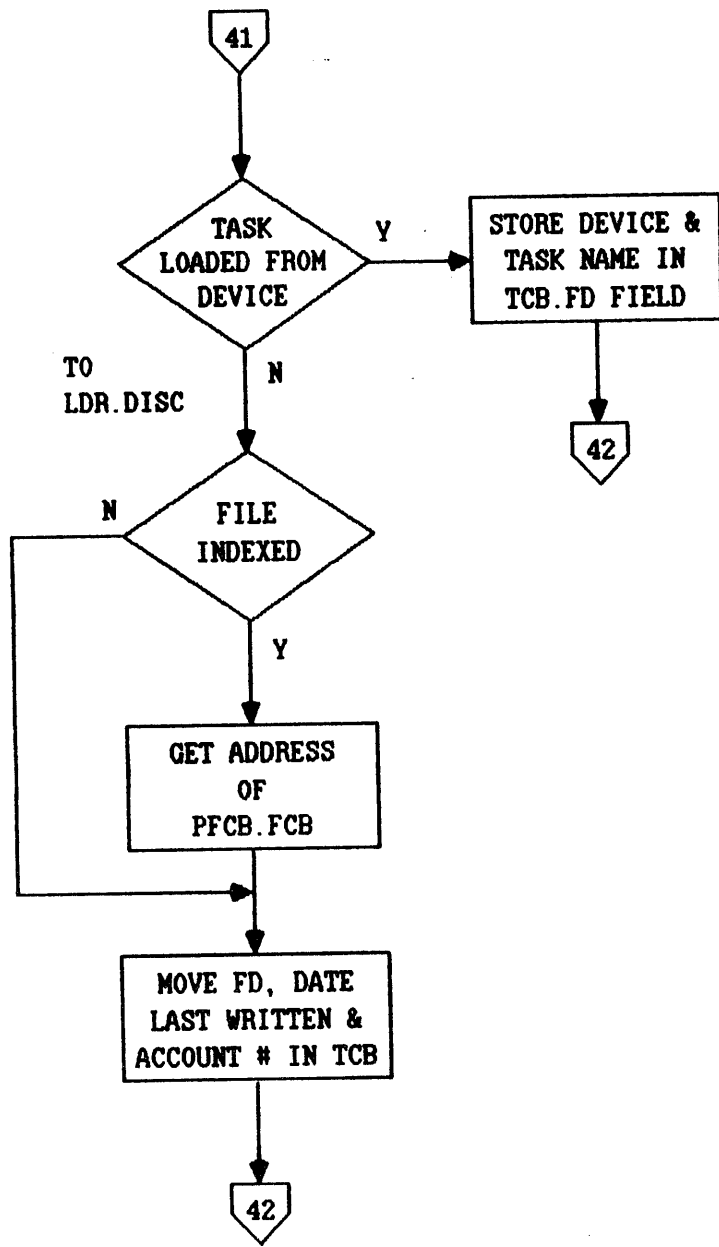 41
TASK
LOADED FROM
DEVICE
Y
STORE DEVICE &
TASK NAME IN
TCB.FD FIELD
TO
LDR.DISC
N
42
N
FILE
INDEXED
Y
GET ADDRESS
OF
PFCB.FCB
MOVE FD, DATE
LAST WRITTEN &
ACCOUNT # IN TCB
42